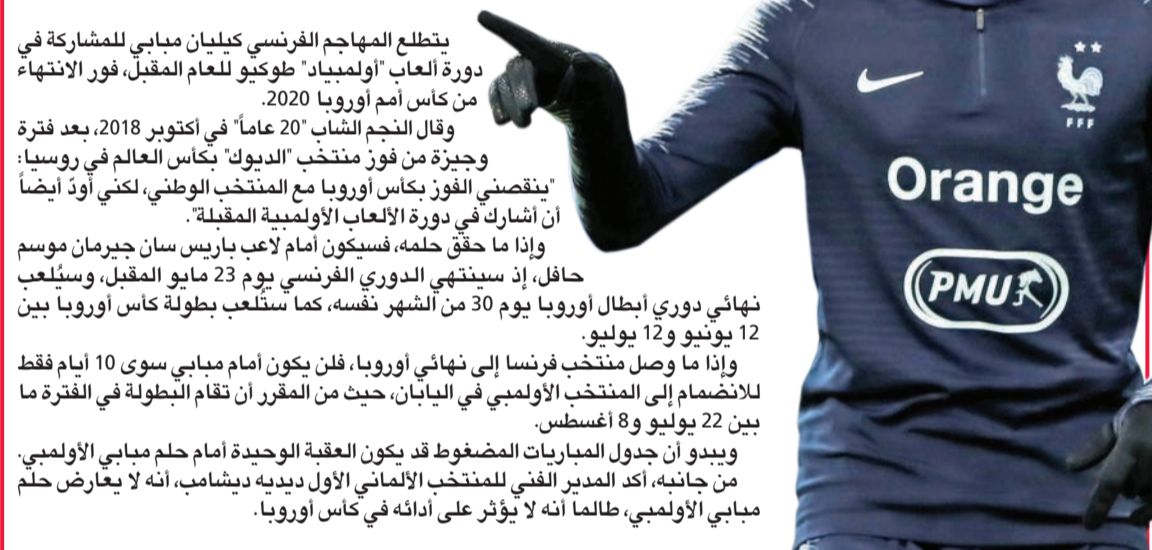 يتطلع المهاجم الفرنسي كيليان مبابي للمشاركة في
دورة ألعاب "أولمبياد" طوكيو للعام المقبل، فور الانتهاء
من كأس أمم أوروبا 2020.
وقال النجم الشاب "20 عاماً" في أكتوبر 2018، بعد فترة
وجيزة من فوز منتخب "الديوك" بكأس العالم في روسيا:
"ينقصني الفوز بكأس أوروبا مع المنتخب الوطني، لكني أودّ أيضاً
أن أشارك في دورة الألعاب الأولمبية المقبلة".
وإذا ما حقق حلمه، فسيكون أمام لاعب باريس سان جيرمان موسم
حافل، إذ سينتهي الدوري الفرنسي يوم 23 مايو المقبل، وسيُلعب
نهائي دوري أبطال أوروبا يوم 30 من الشهر نفسه، كما ستُلعب بطولة كأس أوروبا بين
12 يونيو و12 يوليو.
وإذا ما وصل منتخب فرنسا إلى نهائي أوروبا، فلن يكون أمام مبابي سوى 10 أيام فقط
للانضمام إلى المنتخب الأولمبي في اليابان، حيث من المقرر أن تقام البطولة في الفترة ما
بين 22 يوليو و8 أغسطس.
ويبدو أن جدول المباريات المضغوط قد يكون العقبة الوحيدة أمام حلم مبابي الأولمبي.
من جانبه، أكد المدير الفني للمنتخب الألماني الأول ديديه ديشامب، أنه لا يعارض حلم
مبابي الأولمبي، طالما أنه لا يؤثر على أدائه في كأس أوروبا.
FFF
Orange
PMU